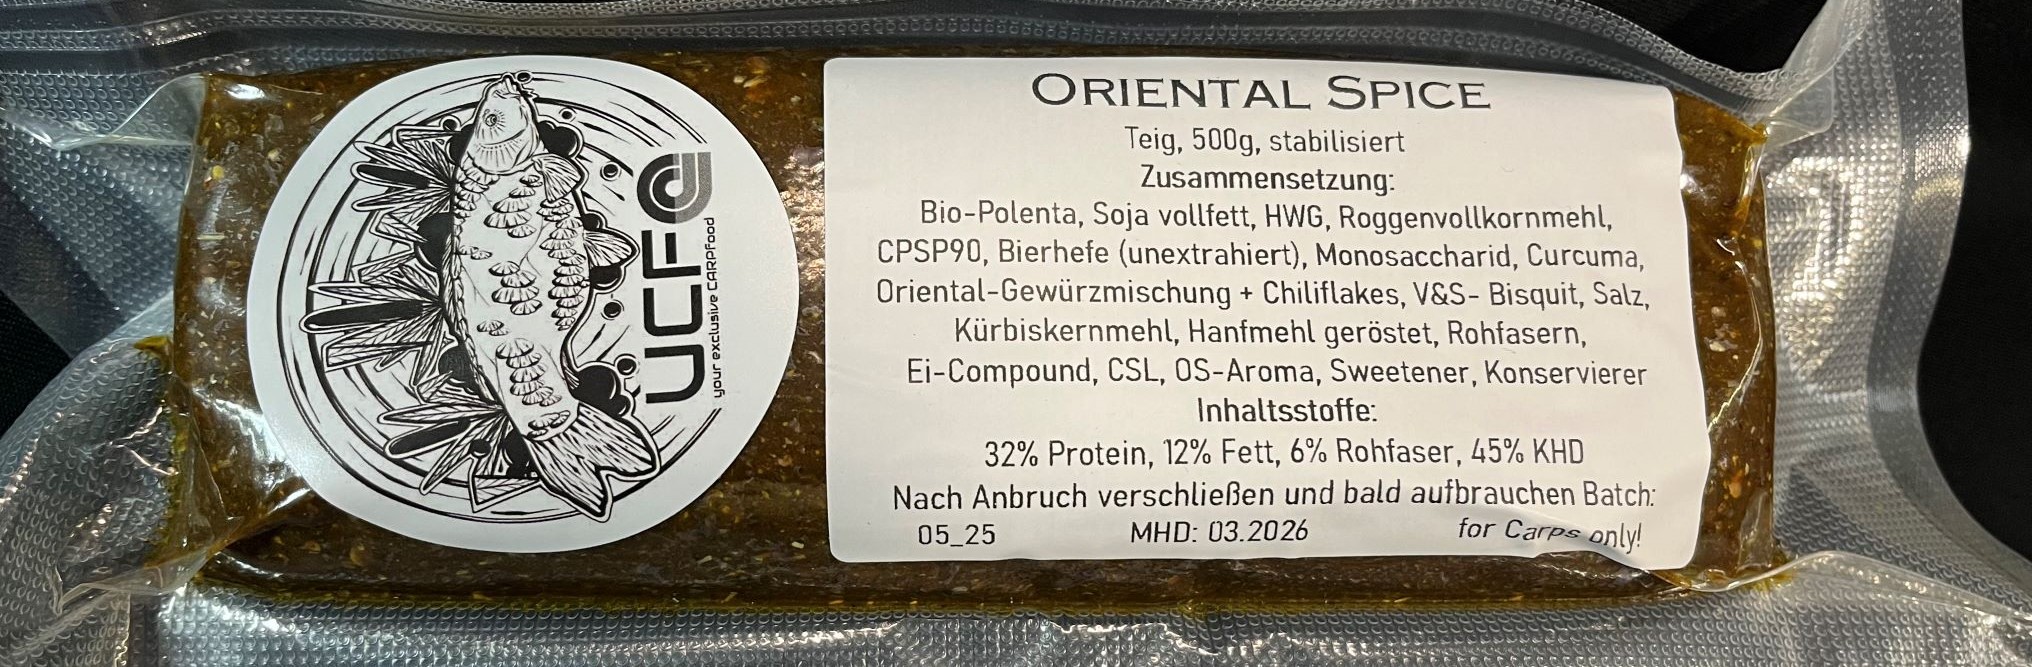 UCF
your exclusive CARPfood
ORIENTAL SPICE
Teig, 500g, stabilisiert
Zusammensetzung:
Bio-Polenta, Soja vollfett, HWG, Roggenvollkornmehl,
CPSP90, Bierhefe (unextrahiert), Monosaccharid, Curcuma,
Oriental-Gewürzmischung + Chiliflakes, V&S- Bisquit, Salz,
Kürbiskernmehl, Hanfmehl geröstet, Rohfasern,
Ei-Compound, CSL, OS-Aroma, Sweetener, Konservierer
Inhaltsstoffe:
32% Protein, 12% Fett, 6% Rohfaser, 45% KHD
Nach Anbruch verschließen und bald aufbrauchen Batch:
05_25 MHD: 03.2026 for Carps only!